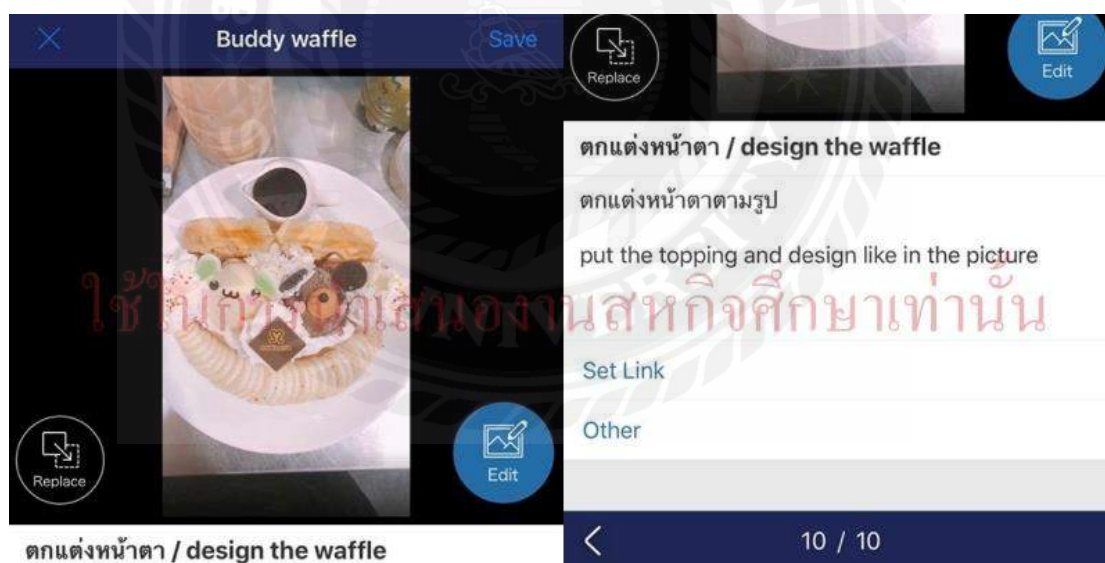 Buddy waffle
Save
Replace
Edit
ตกแต่งหน้าตา / design the waffle
Replace
Edit
ตกแต่งหน้าตา / design the waffle
ตกแต่งหน้าตาตามรูป
put the topping and design like in the picture
ใช้ในการนำเสนองานสหกิจศึกษาเท่านั้น
Set Link
Other
10 / 10